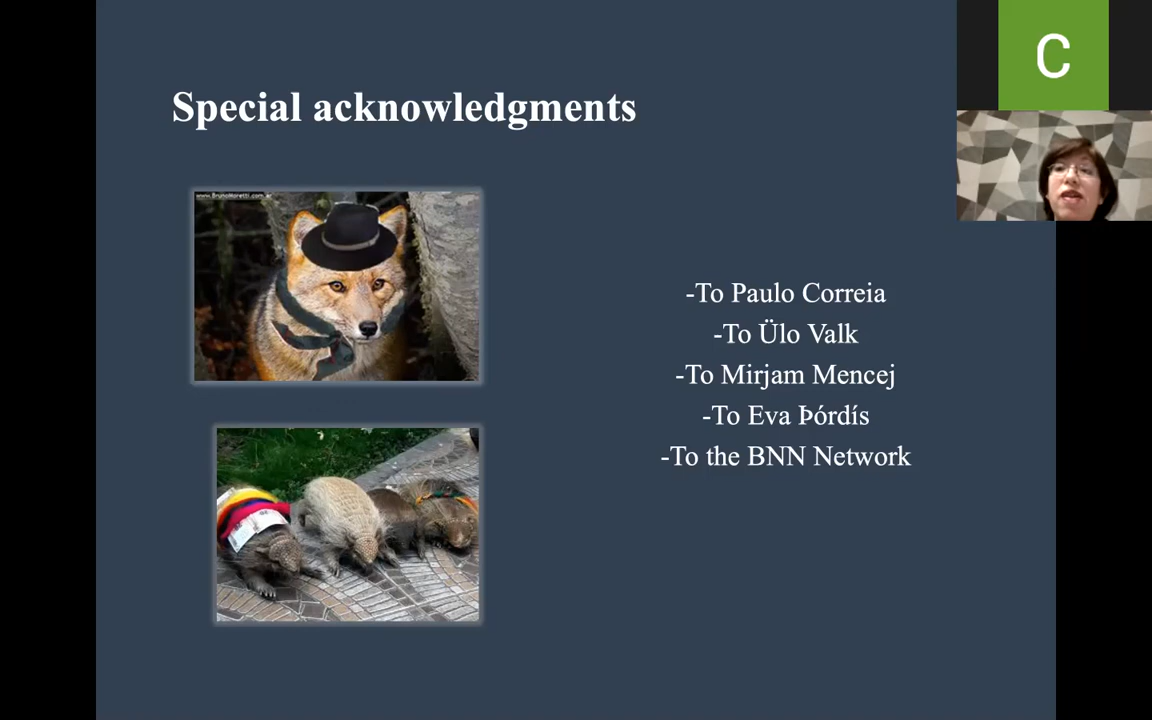 Special acknowledgments
www.BrunoMoretti.com.ar
C
-To Paulo Correia
-To Ülo Valk
-To Mirjam Mencej
-To Eva Þórdís
-To the BNN Network